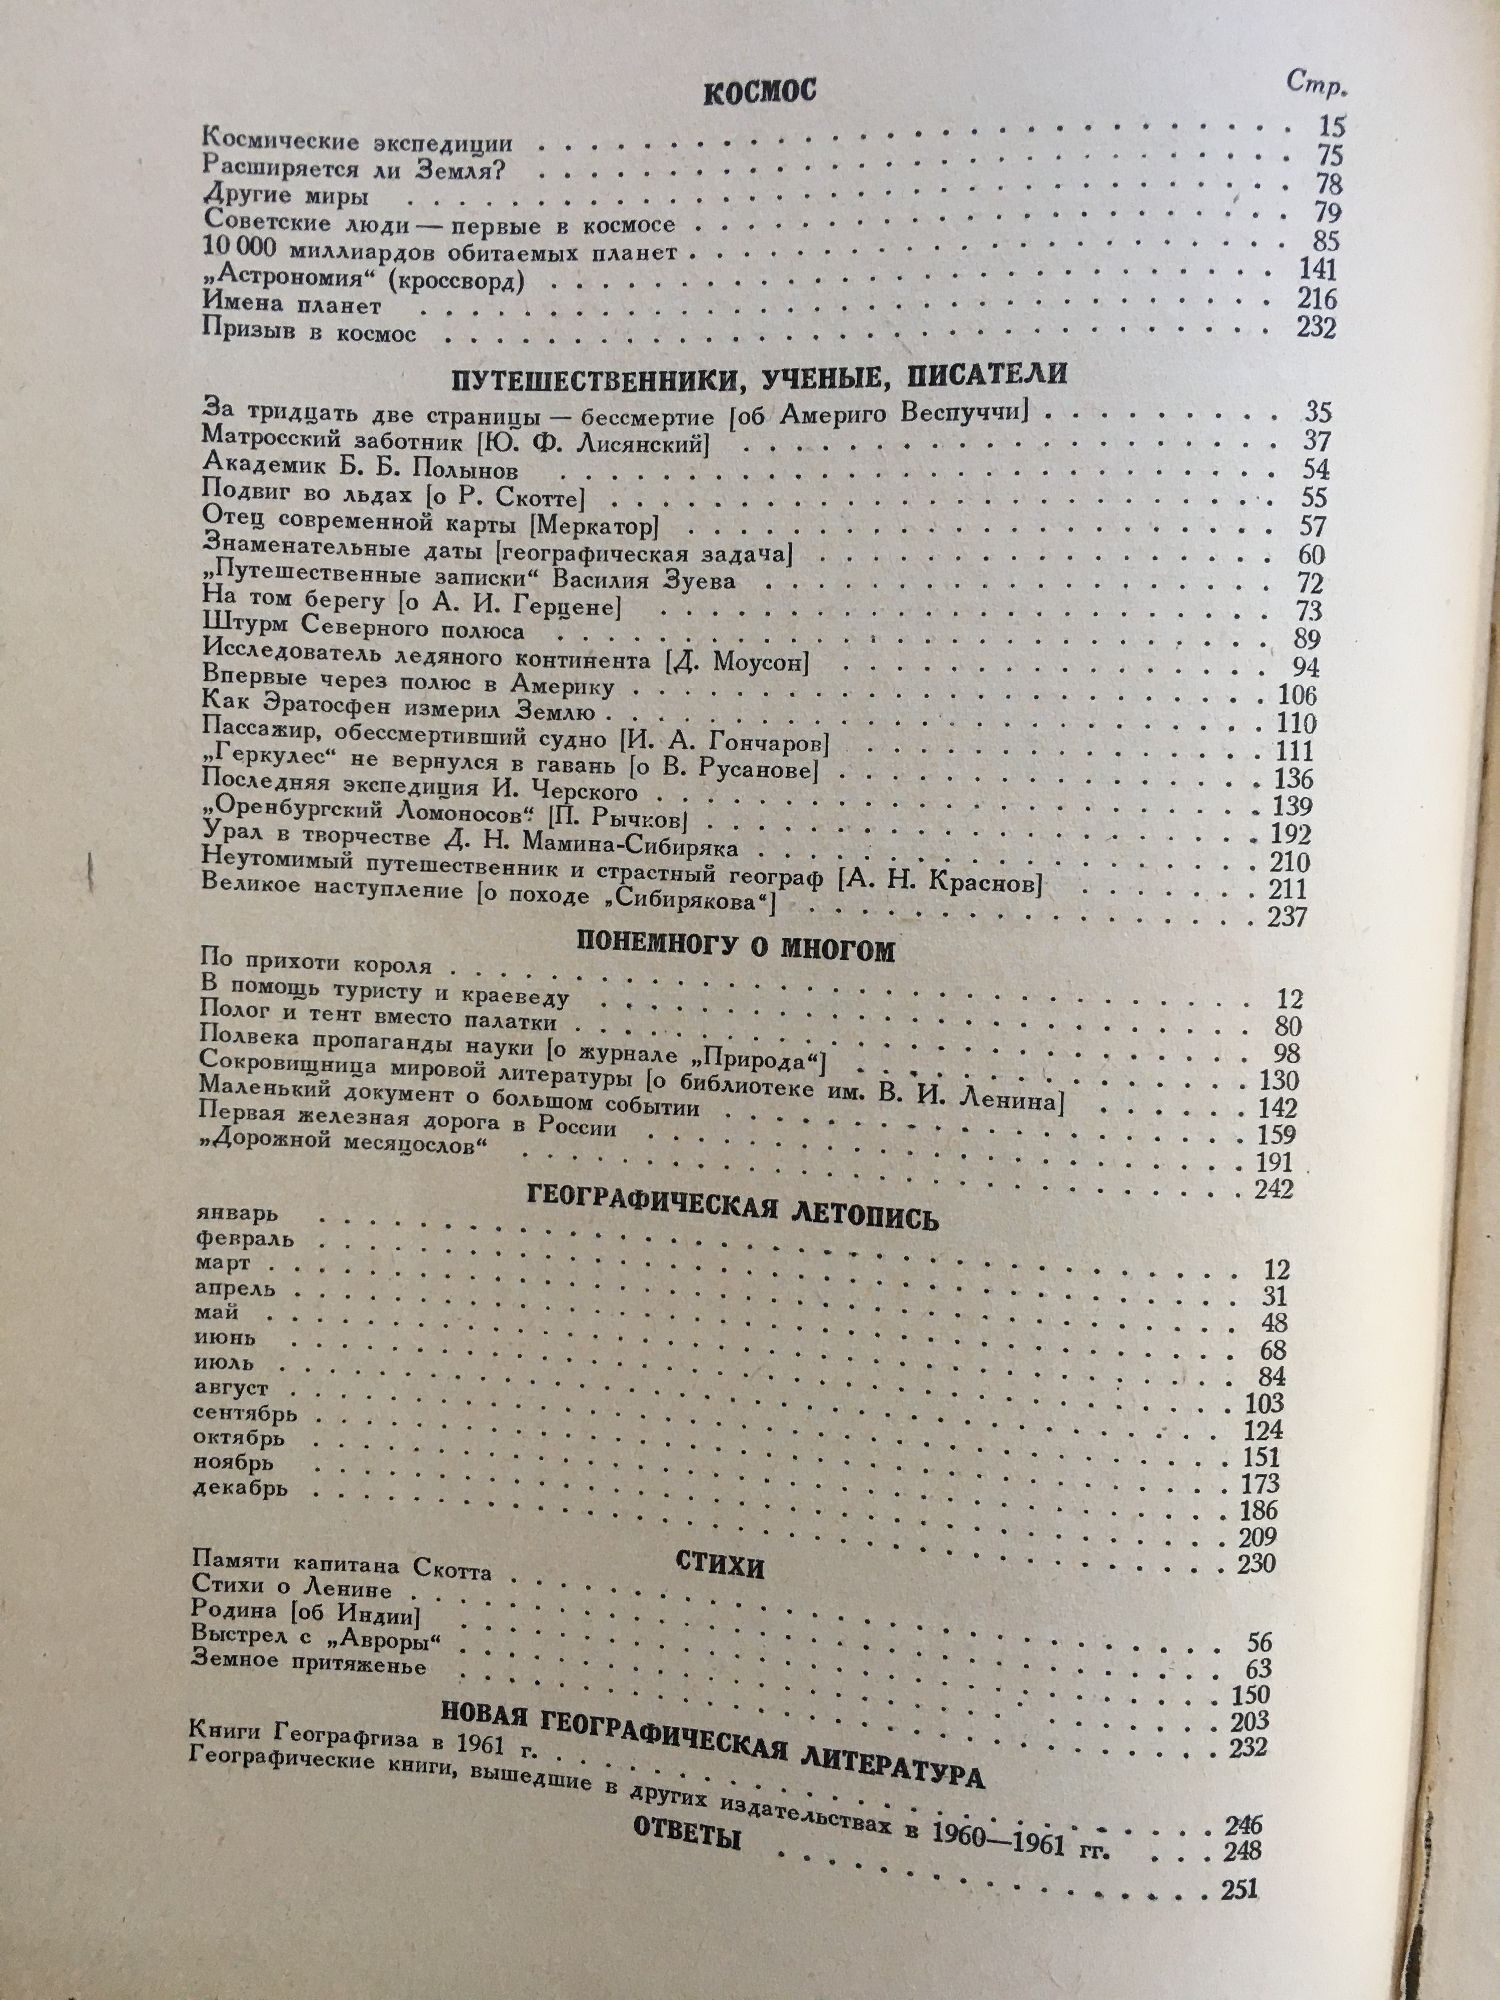 КОСМОС
Стр.
Космические экспедиции . . . 15
Расширяется ли Земля? . . . 75
Другие миры . . . 78
Советские люди — первые в космосе . . . 79
10 000 миллиардов обитаемых планет . . . 85
„Астрономия“ (кроссворд) . . . 141
Имена планет . . . 216
Призыв в космос . . . 232
ПУТЕШЕСТВЕННИКИ, УЧЕНЫЕ, ПИСАТЕЛИ
За тридцать две страницы — бессмертие [об Америго Веспуччи] . . . 35
Матросский заботник [Ю. Ф. Лисянский] . . . 37
Академик Б. Б. Полынов . . . 54
Подвиг во льдах [о Р. Скотте] . . . 55
Отец современной карты [Меркатор] . . . 57
Знаменательные даты [географическая задача] . . . 60
„Путешественные записки“ Василия Зуева . . . 72
На том берегу [о А. И. Герцене] . . . 73
Штурм Северного полюса . . . 89
Исследователь ледяного континента [Д. Моусон] . . . 94
Впервые через полюс в Америку . . . 106
Как Эратосфен измерил Землю . . . 110
Пассажир, обессмертивший судно [И. А. Гончаров] . . . 111
„Геркулес“ не вернулся в гавань [о В. Русанове] . . . 136
Последняя экспедиция И. Черского . . . 139
„Оренбургский Ломоносов“ [П. Рычков] . . . 192
Урал в творчестве Д. Н. Мамина-Сибиряка . . . 210
Неутомимый путешественник и страстный географ [А. Н. Краснов] . . . 211
Великое наступление [о походе „Сибирякова“] . . . 237
ПОНЕМНОГУ О МНОГОМ
По прихоти короля . . . 12
В помощь туристу и краеведу . . . 80
Полог и тент вместо палатки . . . 98
Полвека пропаганды науки [о журнале „Природа“] . . . 130
Сокровищница мировой литературы [о библиотеке им. В. И. Ленина] . . . 142
Маленький документ о большом событии . . . 159
Первая железная дорога в России . . . 191
„Дорожной месяцослов“ . . . 242
ГЕОГРАФИЧЕСКАЯ ЛЕТОПИСЬ
январь . . . 12
февраль . . . 31
март . . . 48
апрель . . . 68
май . . . 84
июнь . . . 103
июль . . . 124
август . . . 151
сентябрь . . . 173
октябрь . . . 186
ноябрь . . . 209
декабрь . . . 230
СТИХИ
Памяти капитана Скотта . . . 56
Стихи о Ленине . . . 63
Родина [об Индии] . . . 150
Выстрел с „Авроры“ . . . 203
Земное притяженье . . . 232
НОВАЯ ГЕОГРАФИЧЕСКАЯ ЛИТЕРАТУРА
Книги Географгиза в 1961 г. . . . 246
Географические книги, вышедшие в других издательствах в 1960—1961 гг. . . . 248
ОТВЕТЫ . . . 251